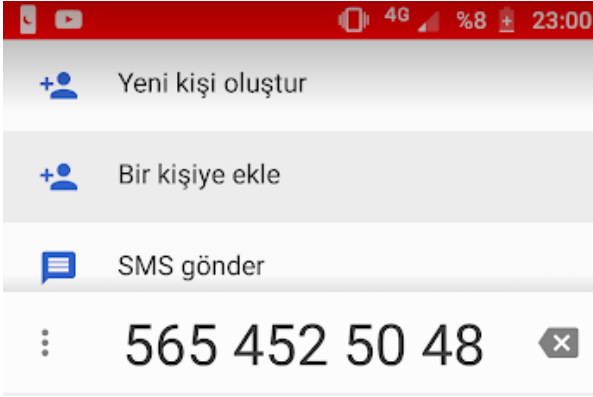 4G %8 23:00
Yeni kişi oluştur
Bir kişiye ekle
SMS gönder
565 452 50 48